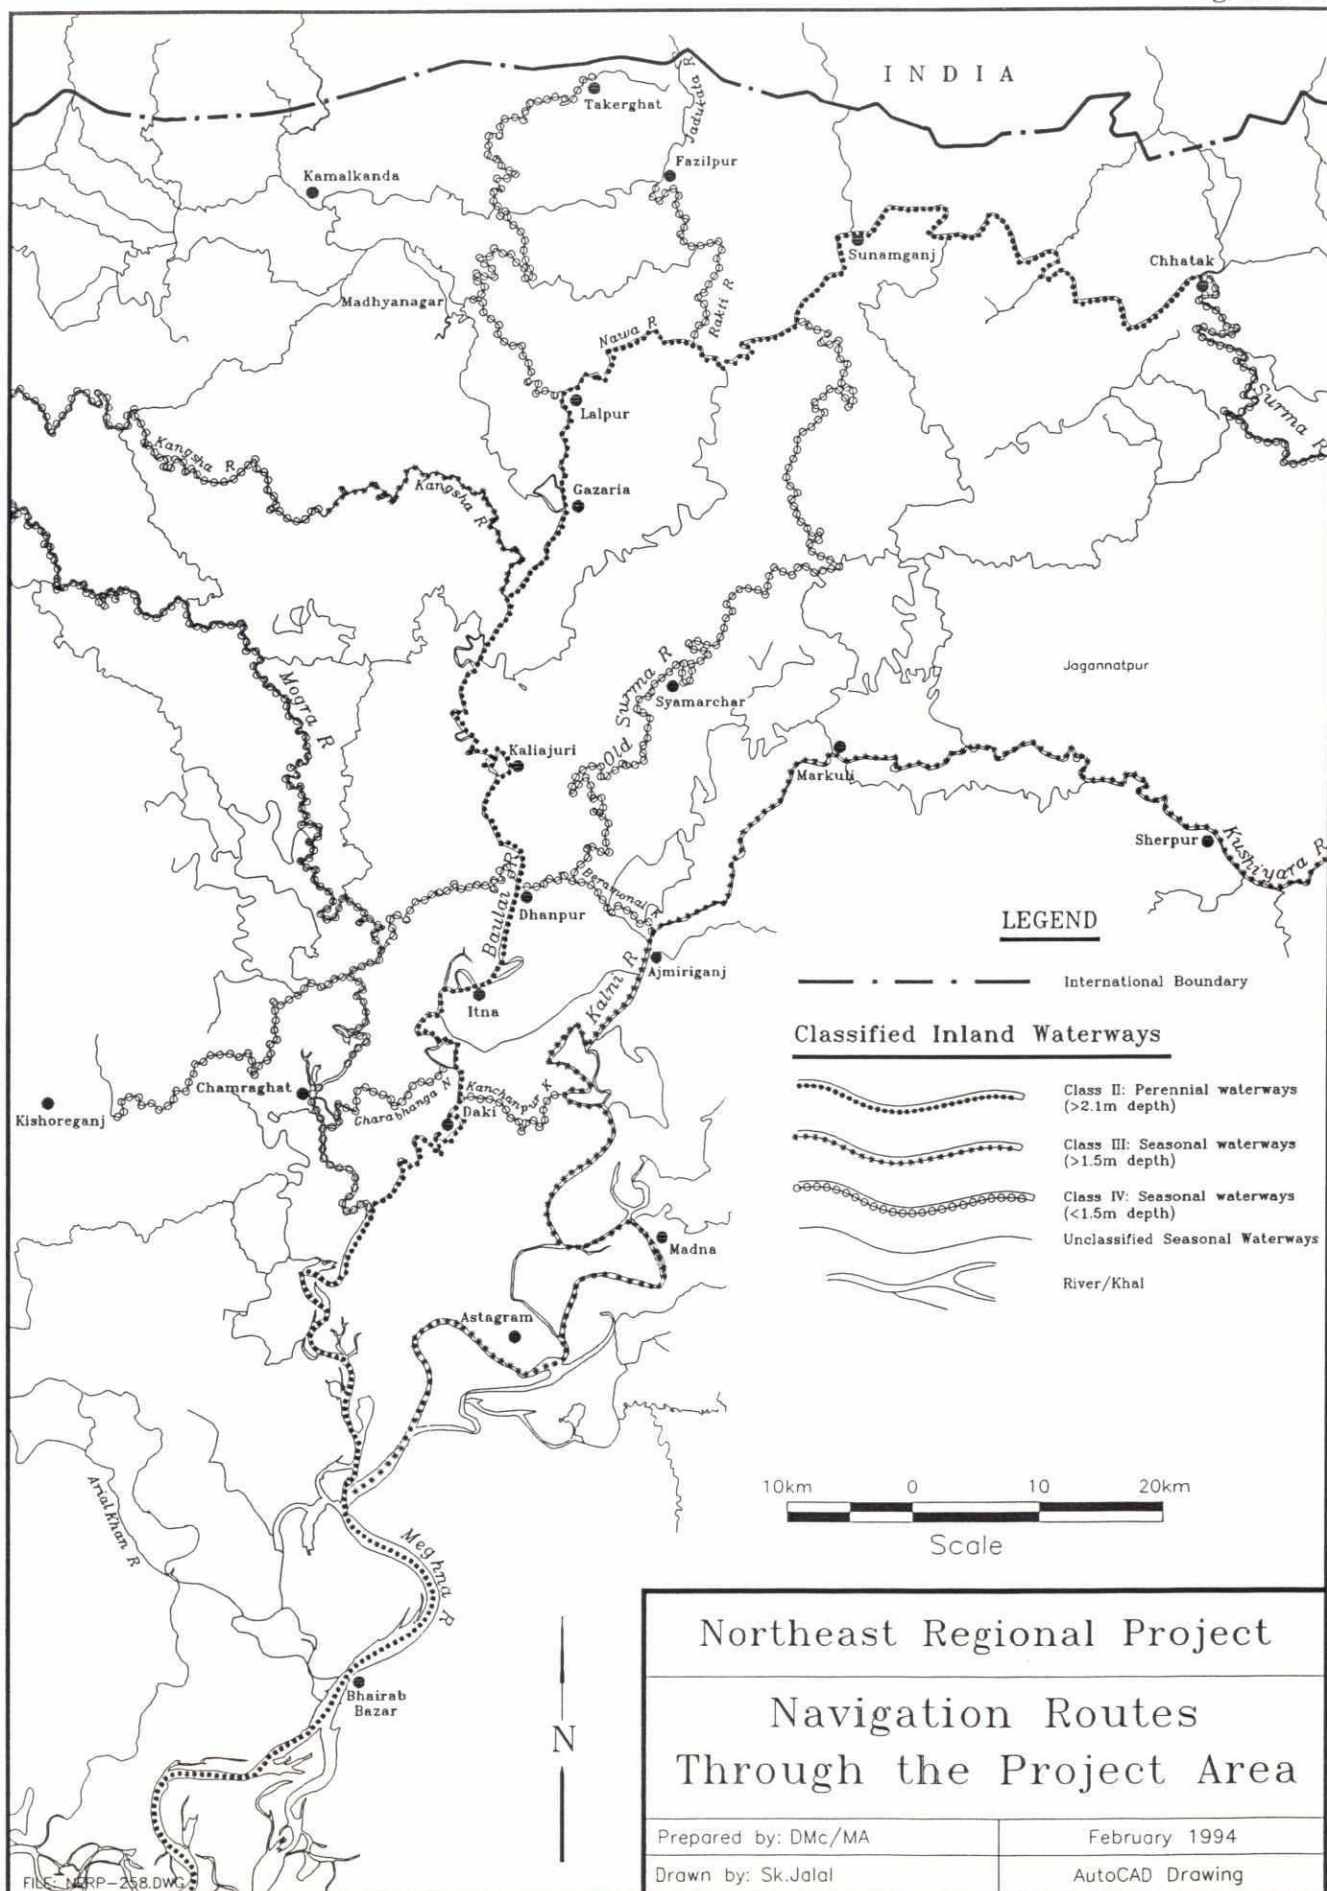 INDIA
Takerghat
Jadukata R
Fazilpur
Kamalkanda
Sunamganj
Chhatak
Madhyanagar
Nawa R
Rakti R
Lalpur
Surma R
Kangsha R
Kangsha R
Gazaria
Mogra R
Old Surma R
Syamarchar
Jagannatpur
Kaliajuri
Markuli
Sherpur
Kushiyara R
Baulai R
Dhanpur
Beramonal K
Ajmiriganj
Kalni R
Itna
Chamraghat
Kishoreganj
Charabhanga N
Kanchanpur K
Daki
Madna
Astagram
Arialkhan R
Meghna R
Bhairab
Bazar
LEGEND
International Boundary
Classified Inland Waterways
Class II: Perennial waterways
(>2.1m depth)
Class III: Seasonal waterways
(>1.5m depth)
Class IV: Seasonal waterways
(<1.5m depth)
Unclassified Seasonal Waterways
River/Khal
10km 0 10 20km
Scale
N
Northeast Regional Project
Navigation Routes
Through the Project Area
Prepared by: DMc/MA
February 1994
Drawn by: Sk.Jalal
AutoCAD Drawing
FILE: NERP-258.DWG